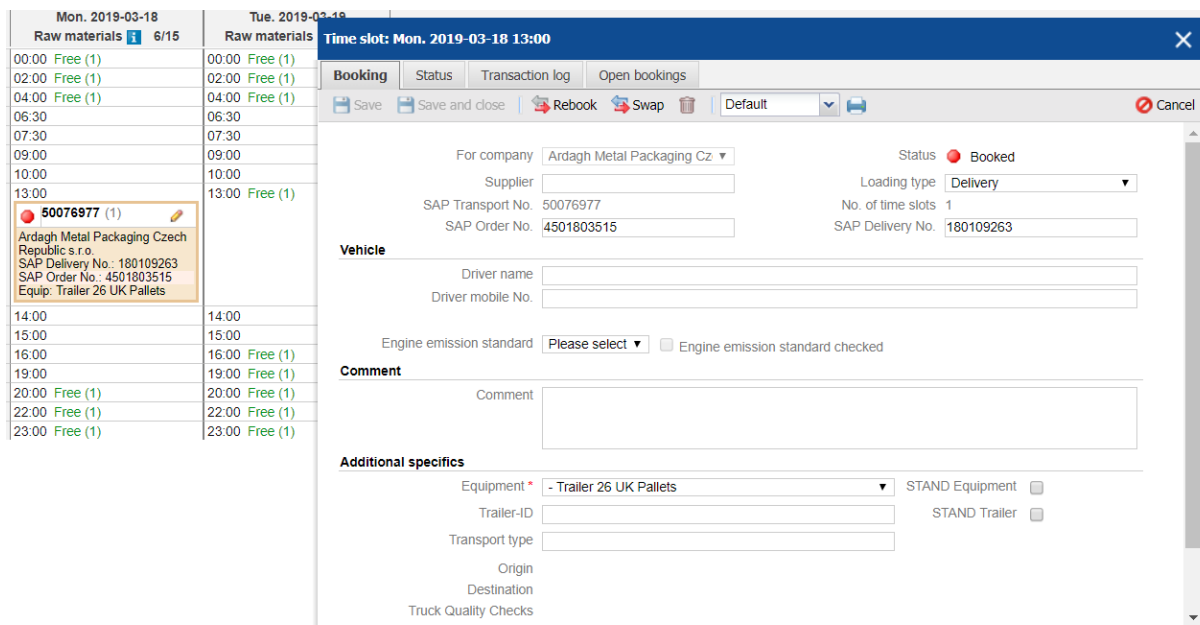 Mon. 2019-03-18
Raw materials i 6/15
00:00 Free (1)
02:00 Free (1)
04:00 Free (1)
06:30
07:30
09:00
10:00
13:00
50076977 (1)
Ardagh Metal Packaging Czech
Republic s.r.o.
SAP Delivery No.: 180109263
SAP Order No.: 4501803515
Equip: Trailer 26 UK Pallets
14:00
15:00
16:00
19:00
20:00 Free (1)
22:00 Free (1)
23:00 Free (1)
Tue. 2019-03-19
Raw materials
00:00 Free (1)
02:00 Free (1)
04:00 Free (1)
06:30
07:30
09:00
10:00
13:00 Free (1)
14:00
15:00
16:00 Free (1)
19:00 Free (1)
20:00 Free (1)
22:00 Free (1)
23:00 Free (1)
Time slot: Mon. 2019-03-18 13:00
Booking Status Transaction log Open bookings
Save Save and close Rebook Swap Default Cancel
For company Ardagh Metal Packaging Cz Status Booked
Supplier Loading type Delivery
SAP Transport No. 50076977 No. of time slots 1
SAP Order No. 4501803515 SAP Delivery No. 180109263
Vehicle
Driver name
Driver mobile No.
Engine emission standard Please select Engine emission standard checked
Comment
Comment
Additional specifics
Equipment * - Trailer 26 UK Pallets STAND Equipment
Trailer-ID STAND Trailer
Transport type
Origin
Destination
Truck Quality Checks